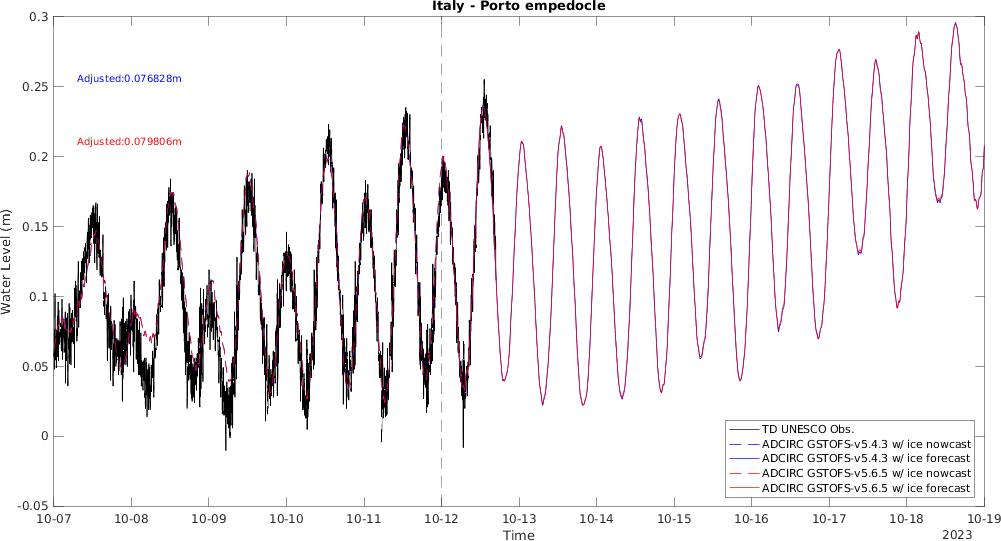 Italy - Porto empedocle
0.3
0.25
0.2
0.15
0.1
0.05
0
-0.05
Water Level (m)
Adjusted:0.076828m
Adjusted:0.079806m
TD UNESCO Obs.
ADCIRC GSTOFS-v5.4.3 w/ ice nowcast
ADCIRC GSTOFS-v5.4.3 w/ ice forecast
ADCIRC GSTOFS-v5.6.5 w/ ice nowcast
ADCIRC GSTOFS-v5.6.5 w/ ice forecast
10-07 10-08 10-09 10-10 10-11 10-12 10-13 10-14 10-15 10-16 10-17 10-18 10-19
Time
2023